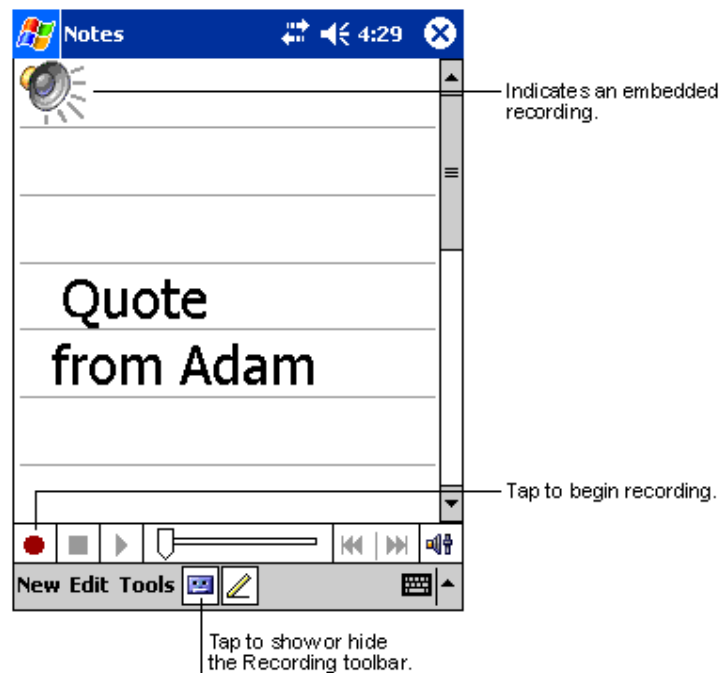 Notes 4:29
Indicates an embedded
recording.
Quote
from Adam
Tap to begin recording.
New Edit Tools
Tap to show or hide
the Recording toolbar.